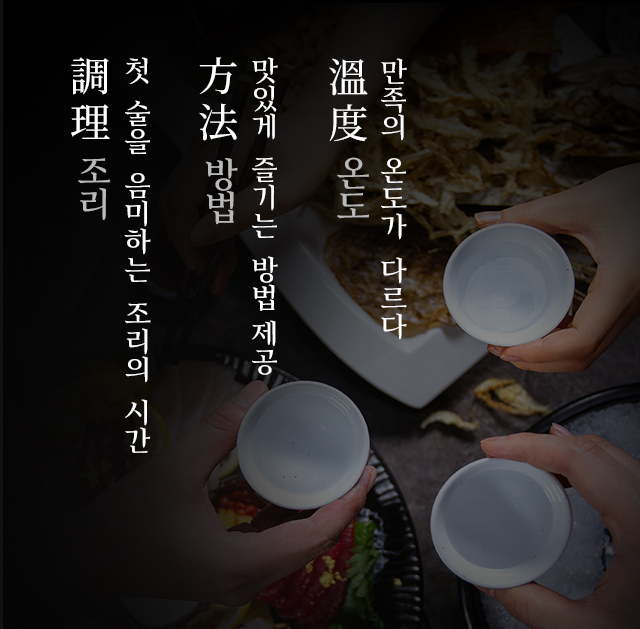 溫度 온도
만족의 온도가 다르다
方法 방법
맛있게 즐기는 방법 제공
調理 조리
첫 술을 음미하는 조리의 시간